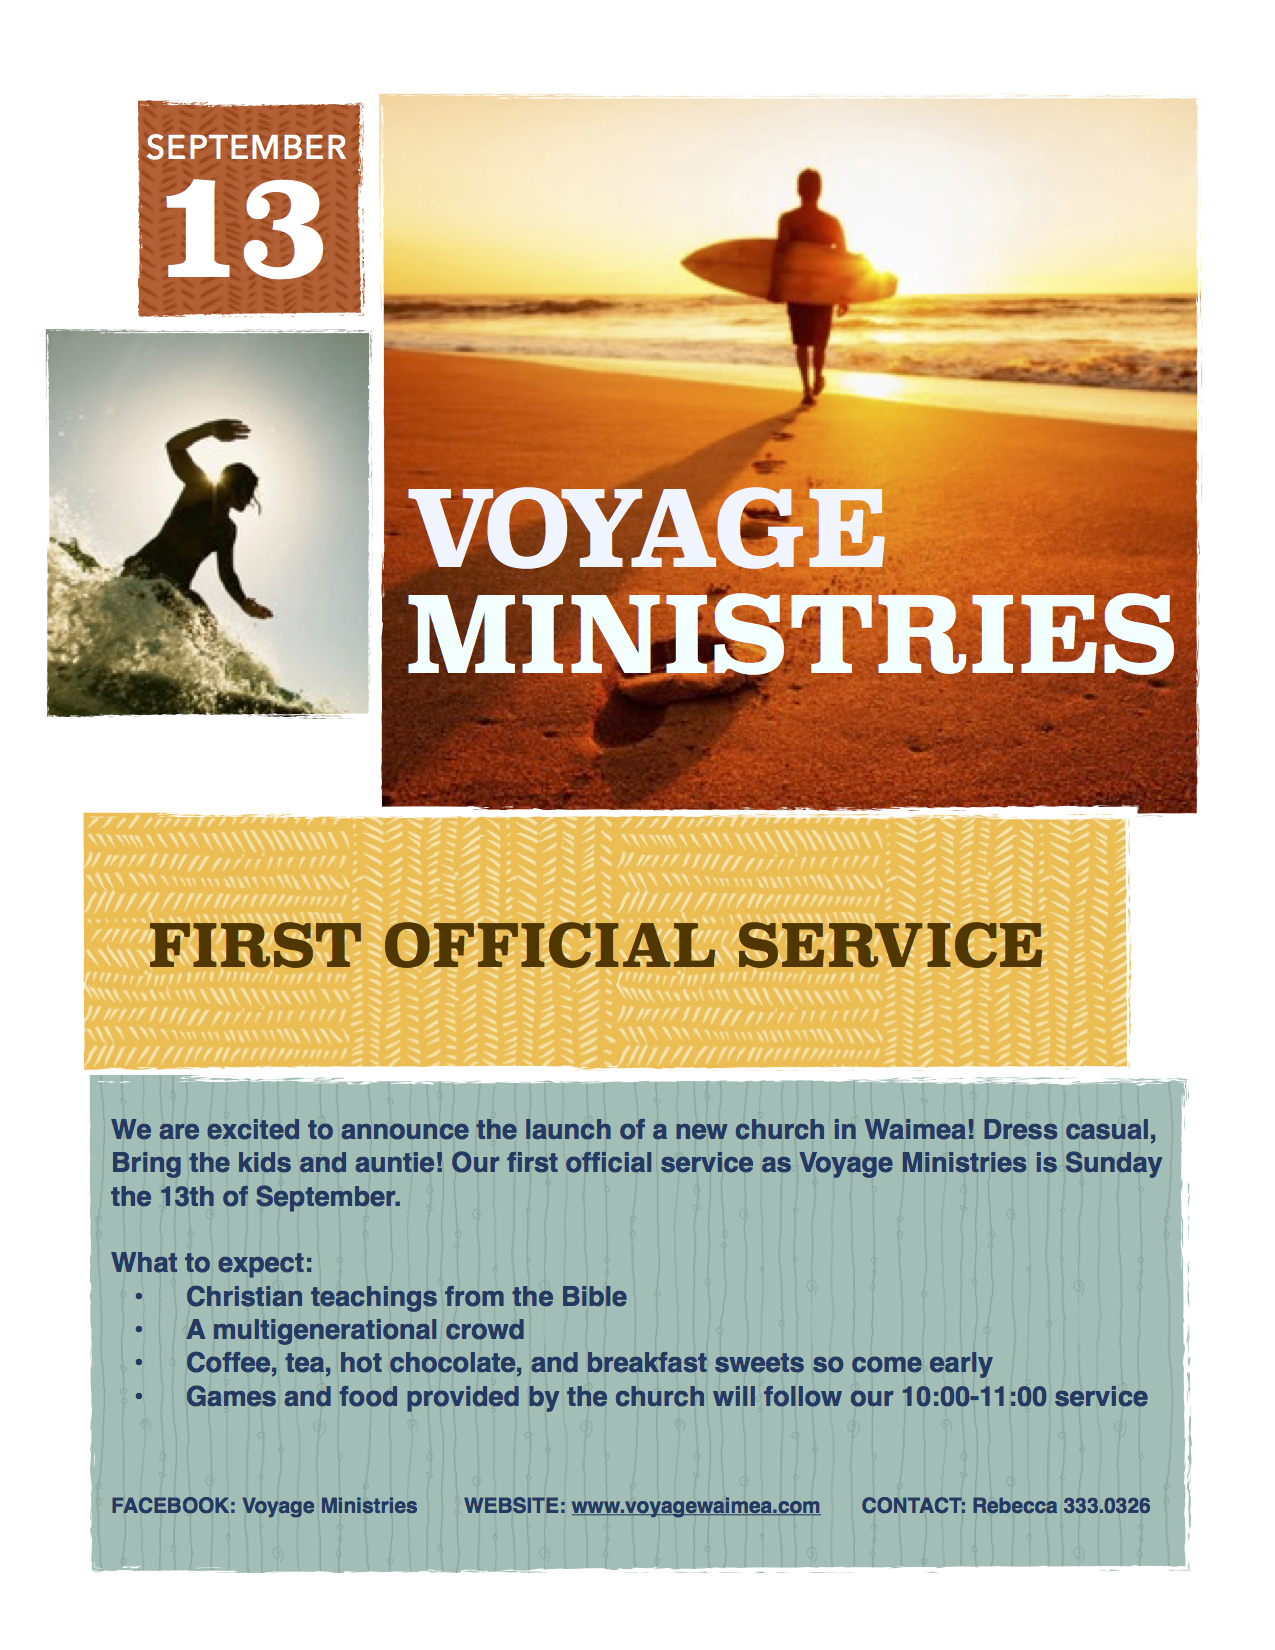 SEPTEMBER
13
VOYAGE
MINISTRIES
FIRST OFFICIAL SERVICE
We are excited to announce the launch of a new church in Waimea! Dress casual,
Bring the kids and auntie! Our first official service as Voyage Ministries is Sunday
the 13th of September.
What to expect:
• Christian teachings from the Bible
• A multigenerational crowd
• Coffee, tea, hot chocolate, and breakfast sweets so come early
• Games and food provided by the church will follow our 10:00-11:00 service
FACEBOOK: Voyage Ministries WEBSITE: www.voyagewaimea.com CONTACT: Rebecca 333.0326